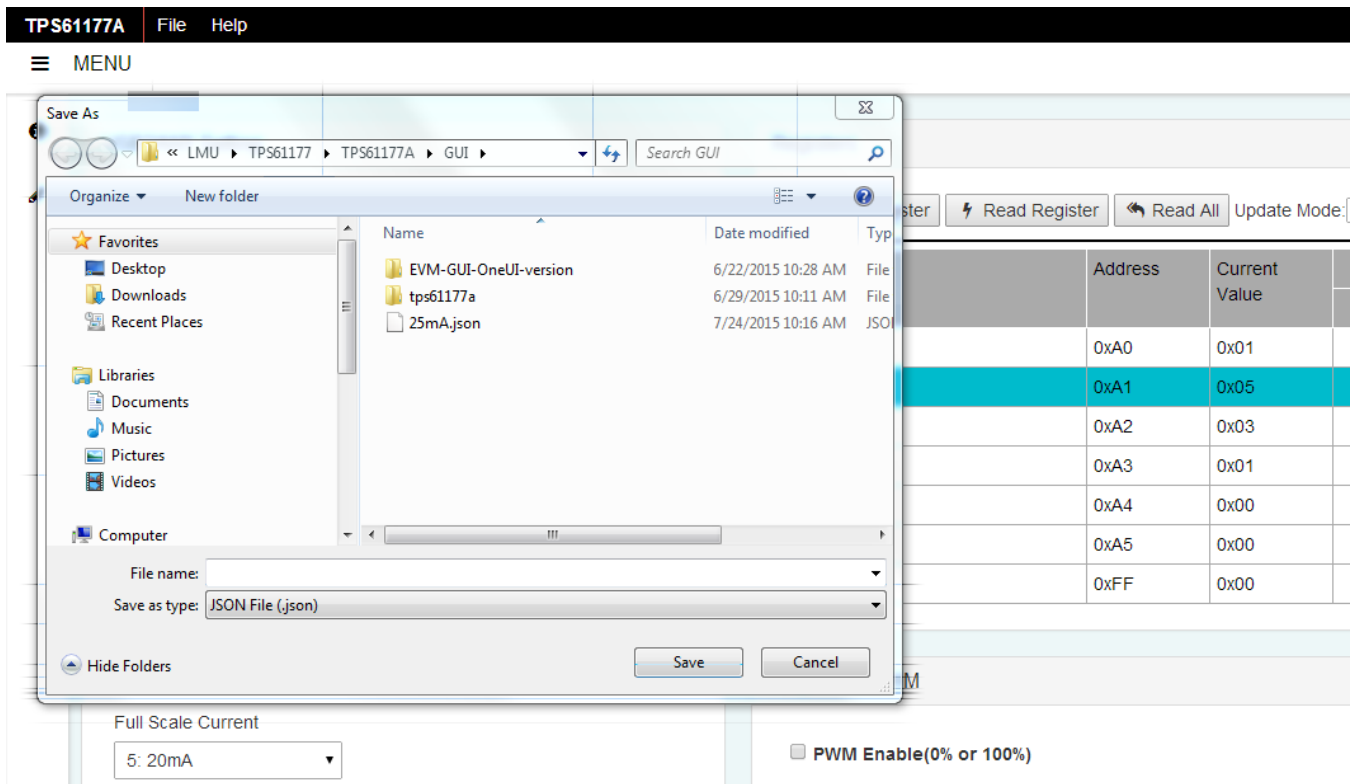 TPS61177A File Help
MENU
Save As
« LMU TPS61177 TPS61177A GUI Search GUI
Organize New folder
ster Read Register Read All Update Mode:
Name Date modified Typ
Favorites
Desktop
Downloads
Recent Places
EVM-GUI-OneUI-version 6/22/2015 10:28 AM File
tps61177a 6/29/2015 10:11 AM File
25mA.json 7/24/2015 10:16 AM JSO
Libraries
Documents
Music
Pictures
Videos
Computer
Address Current
Value
0xA0 0x01
0xA1 0x05
0xA2 0x03
0xA3 0x01
0xA4 0x00
0xA5 0x00
0xFF 0x00
File name:
Save as type: JSON File (.json)
Hide Folders Save Cancel
M
Full Scale Current
5: 20mA
PWM Enable(0% or 100%)